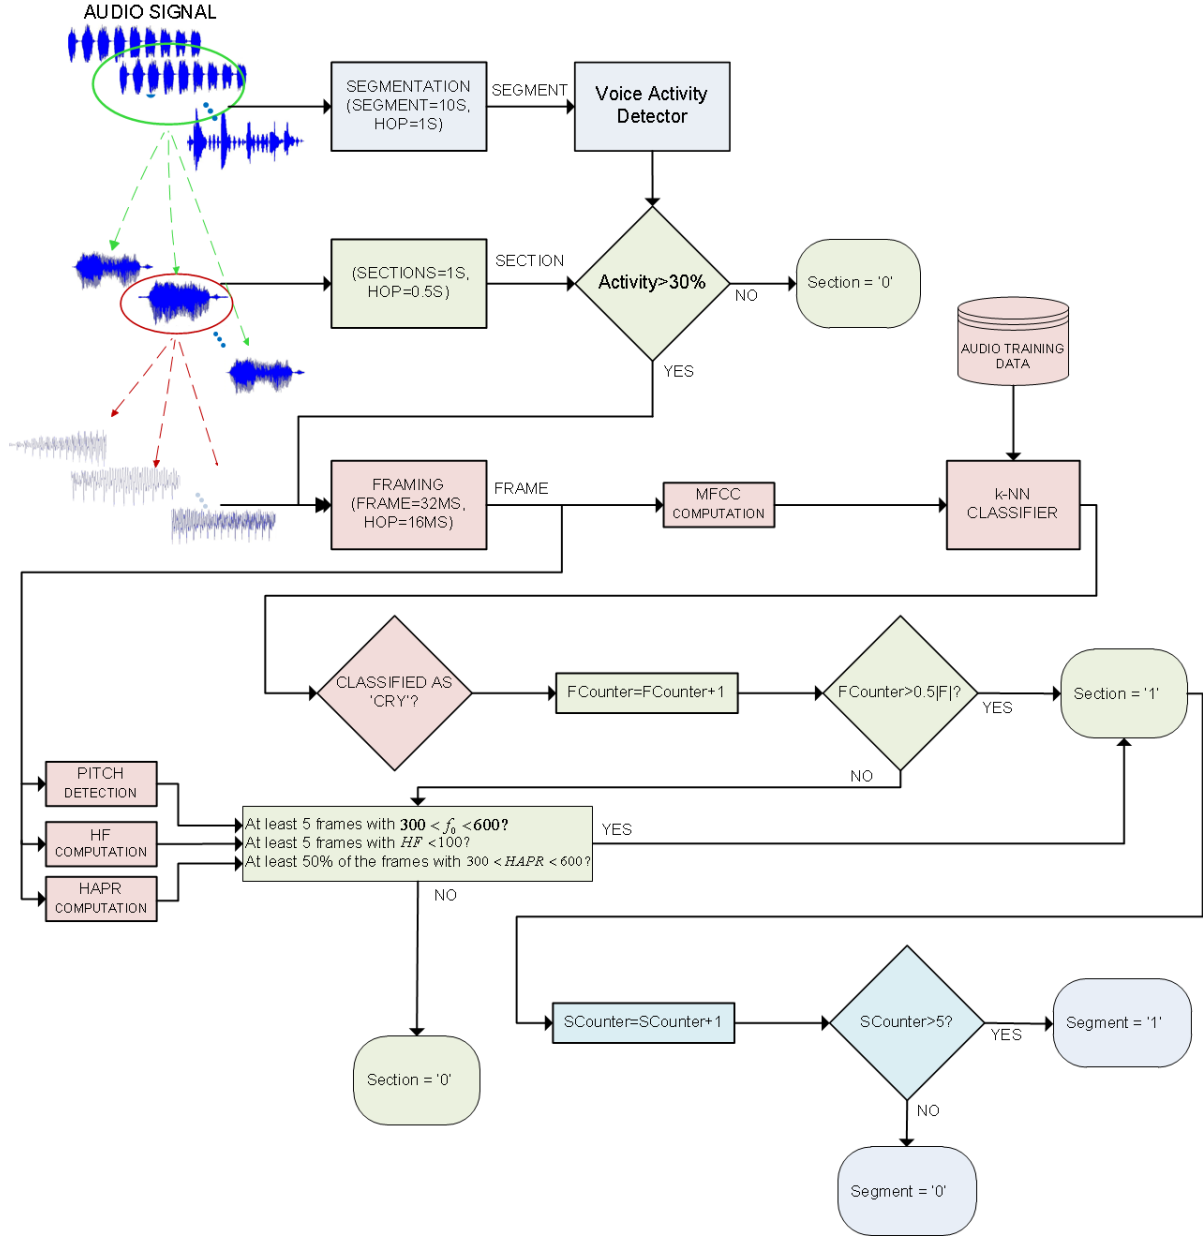 AUDIO SIGNAL
SEGMENTATION
(SEGMENT=10S,
HOP=1S)
SEGMENT
Voice Activity
Detector
(SECTIONS=1S,
HOP=0.5S)
SECTION
Activity>30%
NO
Section = '0'
YES
AUDIO TRAINING
DATA
FRAMING
(FRAME=32MS,
HOP=16MS)
FRAME
MFCC
COMPUTATION
k-NN
CLASSIFIER
CLASSIFIED AS
'CRY'?
FCounter=FCounter+1
FCounter>0.5|F|?
YES
Section = '1'
NO
PITCH
DETECTION
HF
COMPUTATION
HAPR
COMPUTATION
At least 5 frames with 300 < f₀ < 600?
At least 5 frames with HF <100?
At least 50% of the frames with 300 < HAPR < 600?
YES
NO
Section = '0'
SCounter=SCounter+1
SCounter>5?
YES
Segment = '1'
NO
Segment = '0'